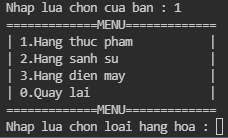 Nhap lua chon cua ban : 1
=============MENU=============
| 1.Hang thuc pham           |
| 2.Hang sanh su             |
| 3.Hang dien may            |
| 0.Quay lai                 |
=============MENU=============
Nhap lua chon loai hang hoa :